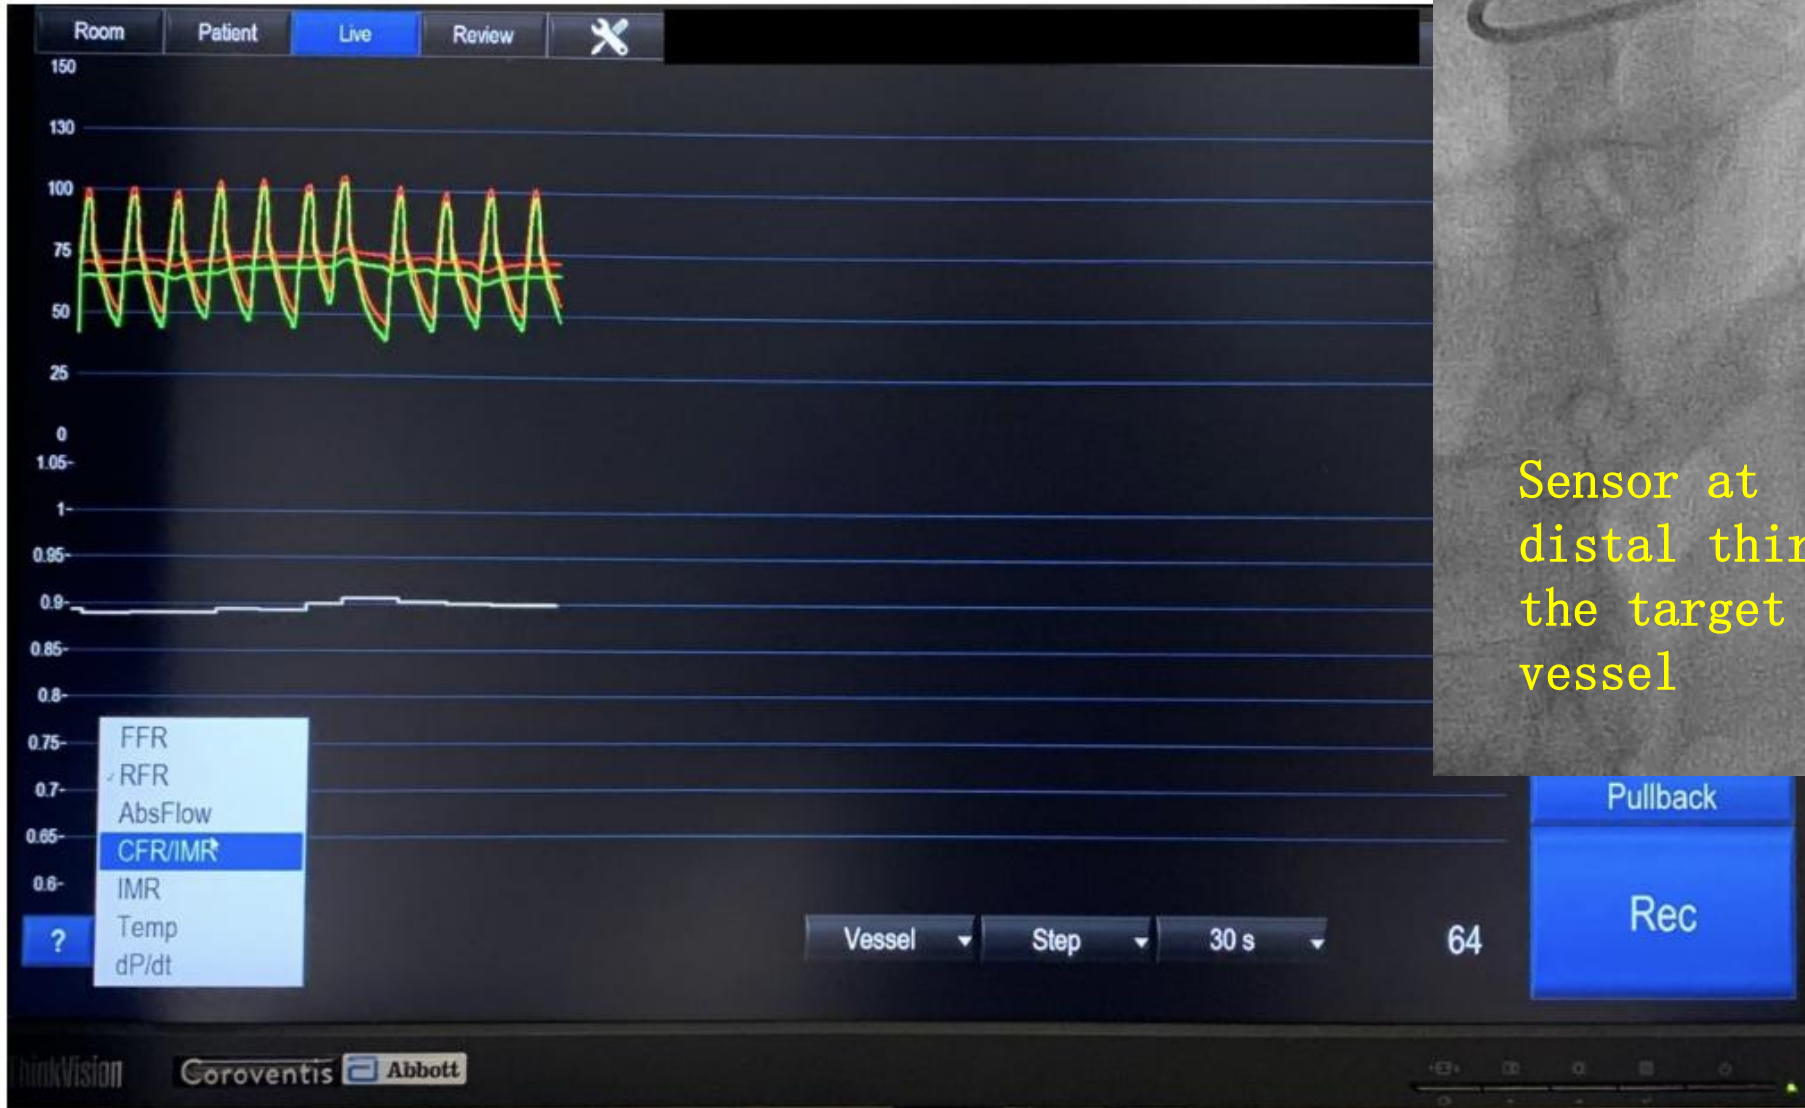 Room Patient Live Review
150
130
100
75
50
25
0
1.05-
1-
0.95-
0.9-
0.85-
0.8-
0.75-
0.7-
0.65-
0.6-
FFR
✓RFR
AbsFlow
CFR/IMR
IMR
Temp
dP/dt
?
Vessel Step 30 s 64
Sensor at
distal thir
the target
vessel
Pullback
Rec
hinkVision Coroventis Abbott